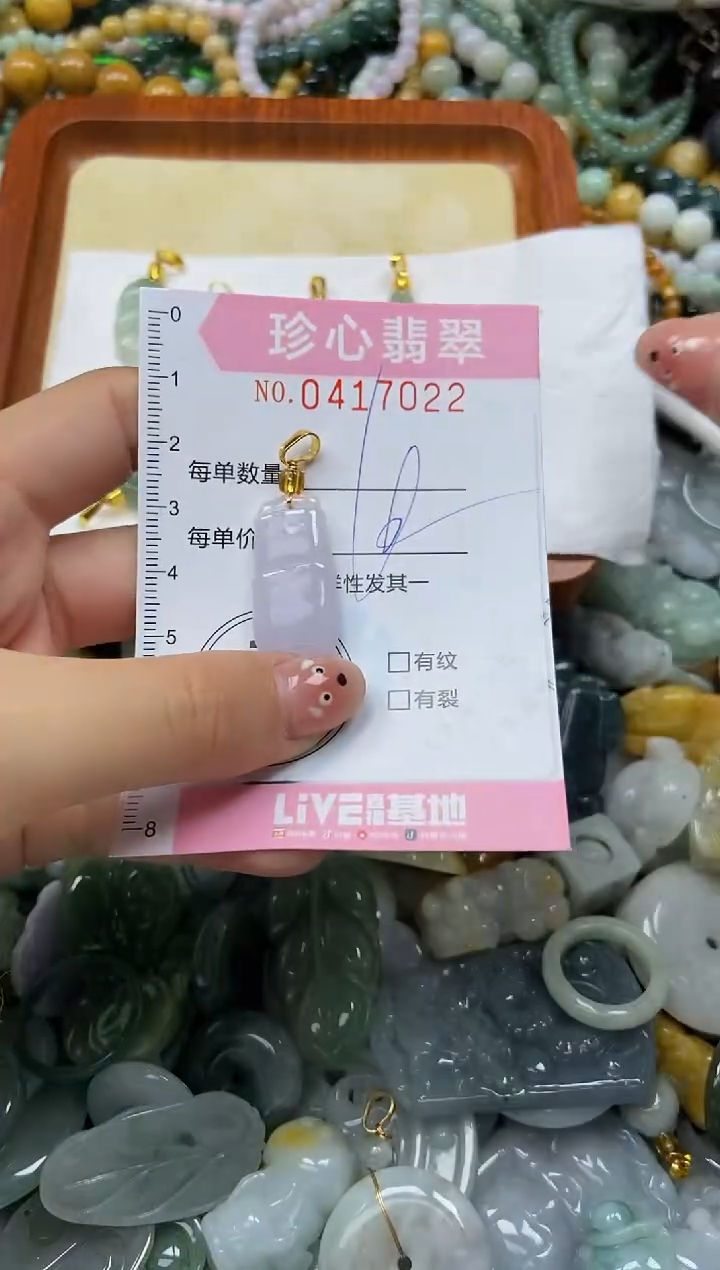 珍心翡翠
NO.0417022
每单数量
每单价
性发其一
有纹
有裂
LIVE 基地
0
1
2
3
4
5
8